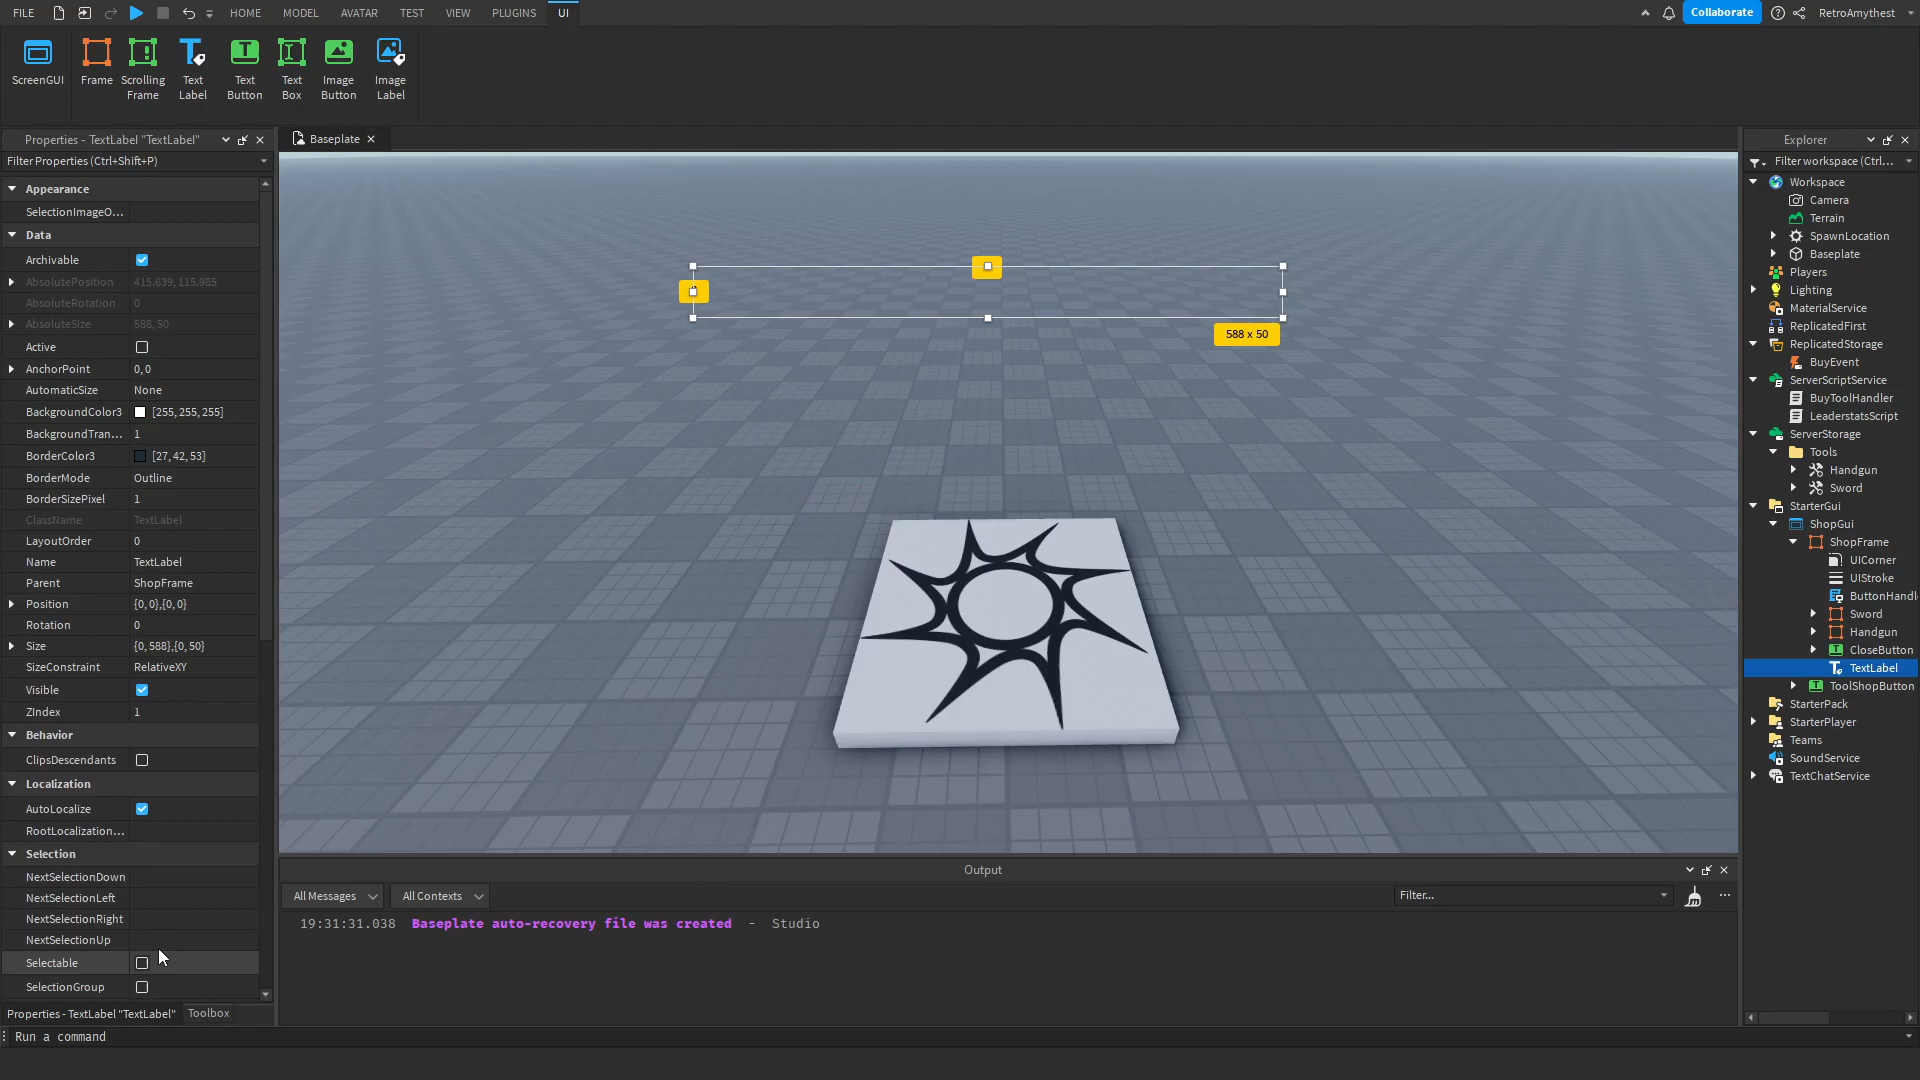 FILE HOME MODEL AVATAR TEST VIEW PLUGINS UI Collaborate RetroAmythest
ScreenGUI Frame Scrolling Frame Text Label Text Button Text Box Image Button Image Label
Properties - TextLabel "TextLabel"
Filter Properties (Ctrl+Shift+P)
Appearance
SelectionImageO...
Data
Archivable
AbsolutePosition 415.639, 115.985
AbsoluteRotation 0
AbsoluteSize 588, 50
Active
AnchorPoint 0, 0
AutomaticSize None
BackgroundColor3 [255, 255, 255]
BackgroundTran... 1
BorderColor3 [27, 42, 53]
BorderMode Outline
BorderSizePixel 1
ClassName TextLabel
LayoutOrder 0
Name TextLabel
Parent ShopFrame
Position {0, 0},{0, 0}
Rotation 0
Size {0, 588},{0, 50}
SizeConstraint RelativeXY
Visible
ZIndex 1
Behavior
ClipsDescendants
Localization
AutoLocalize
RootLocalization...
Selection
NextSelectionDown
NextSelectionLeft
NextSelectionRight
NextSelectionUp
Selectable
SelectionGroup
Properties - TextLabel "TextLabel" Toolbox
Run a command
Baseplate
588 x 50
Output
All Messages All Contexts Filter... ...
19:31:31.038 Baseplate auto-recovery file was created - Studio
Explorer
Filter workspace (Ctrl...
Workspace
Camera
Terrain
SpawnLocation
Baseplate
Players
Lighting
MaterialService
ReplicatedFirst
ReplicatedStorage
BuyEvent
ServerScriptService
BuyToolHandler
LeaderstatsScript
ServerStorage
Tools
Handgun
Sword
StarterGui
ShopGui
ShopFrame
UICorner
UIStroke
ButtonHandl
Sword
Handgun
CloseButton
TextLabel
ToolShopButton
StarterPack
StarterPlayer
Teams
SoundService
TextChatService